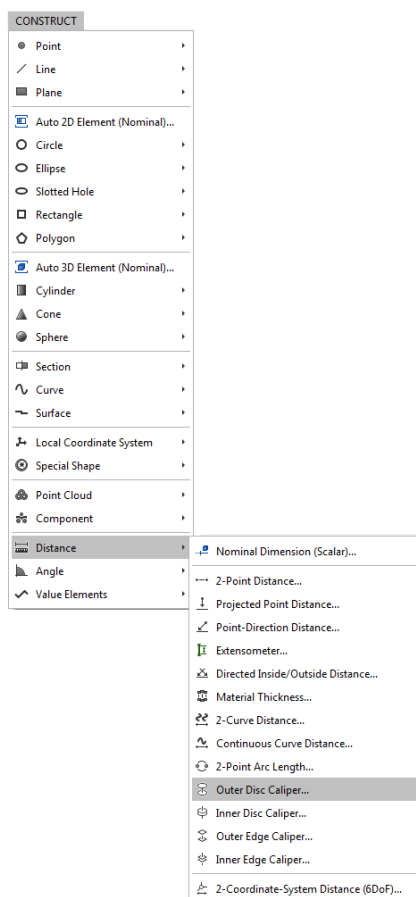 CONSTRUCT
Point
Line
Plane
Auto 2D Element (Nominal)...
Circle
Ellipse
Slotted Hole
Rectangle
Polygon
Auto 3D Element (Nominal)...
Cylinder
Cone
Sphere
Section
Curve
Surface
Local Coordinate System
Special Shape
Point Cloud
Component
Distance
Angle
Value Elements
Nominal Dimension (Scalar)...
2-Point Distance...
Projected Point Distance...
Point-Direction Distance...
Extensometer...
Directed Inside/Outside Distance...
Material Thickness...
2-Curve Distance...
Continuous Curve Distance...
2-Point Arc Length...
Outer Disc Caliper...
Inner Disc Caliper...
Outer Edge Caliper...
Inner Edge Caliper...
2-Coordinate-System Distance (6DoF)...